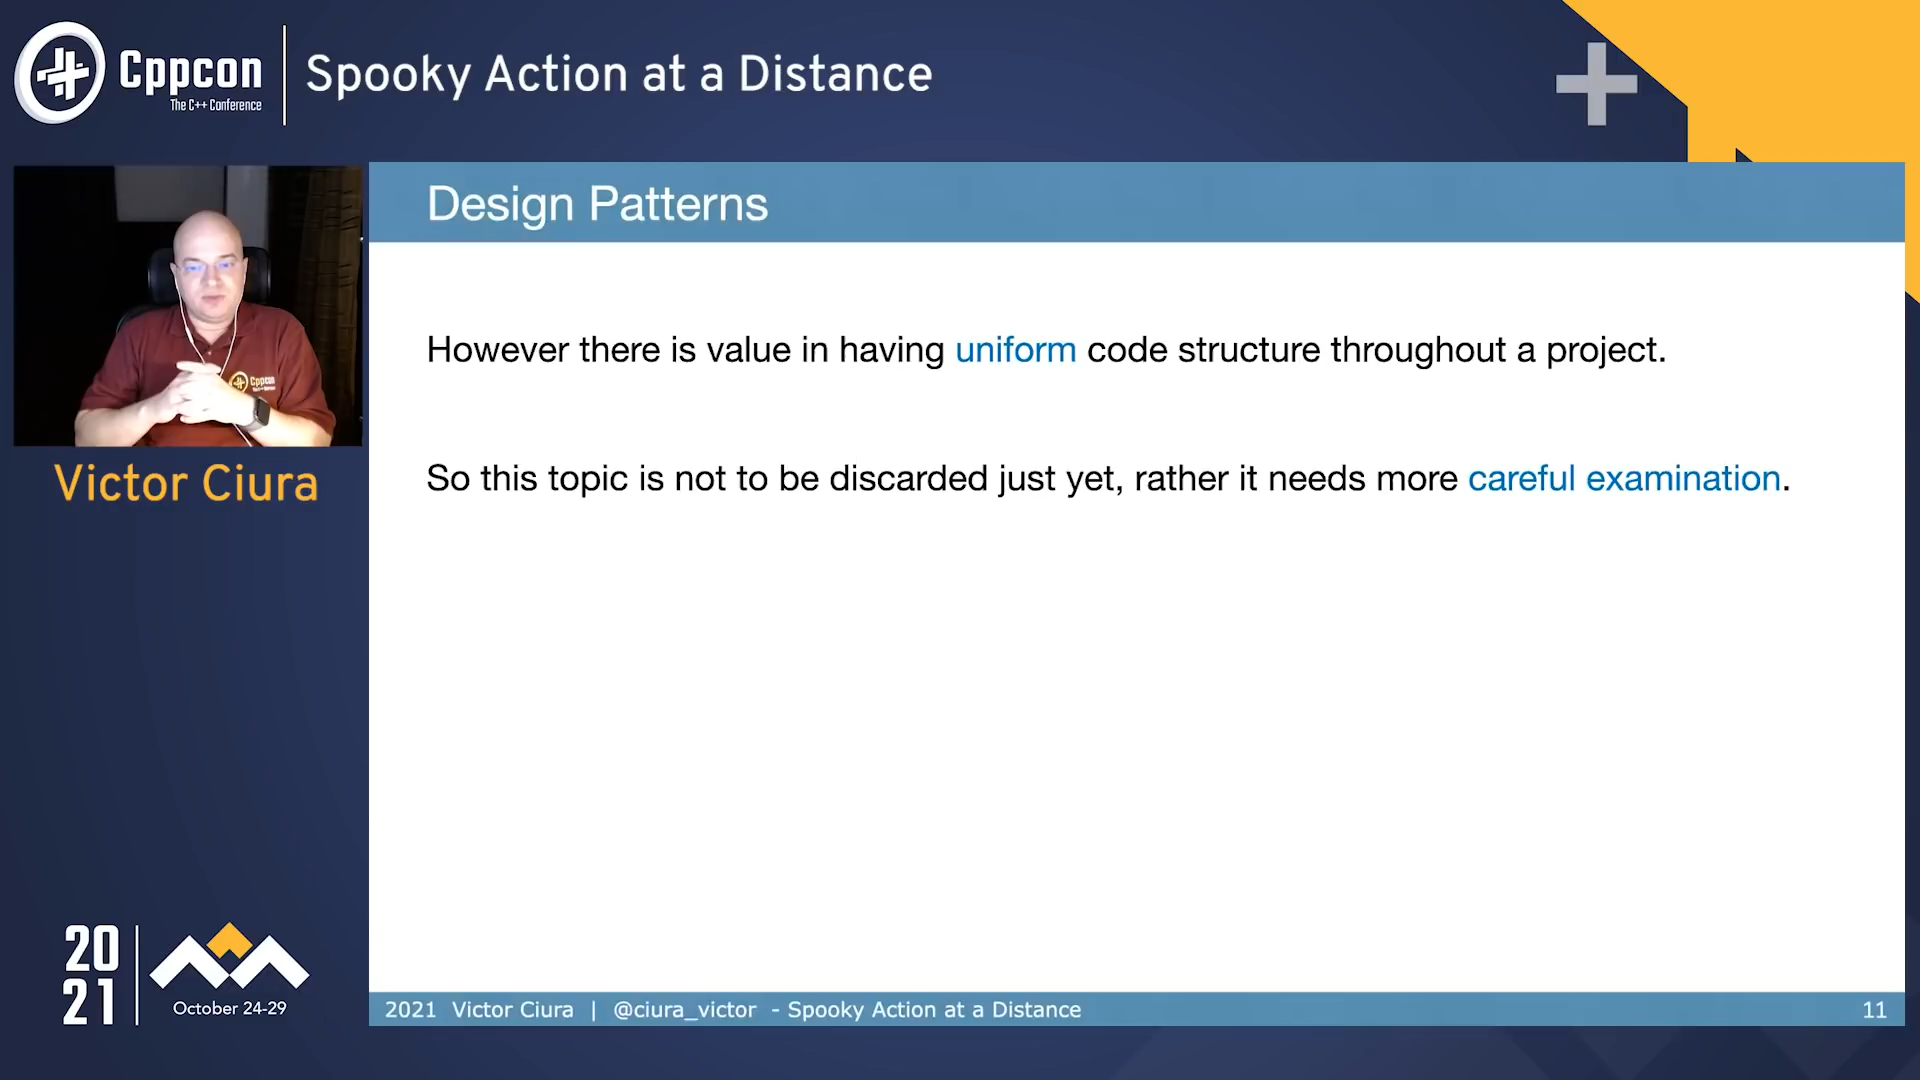 Cppcon
The C++ Conference
Spooky Action at a Distance
Design Patterns
However there is value in having uniform code structure throughout a project.
So this topic is not to be discarded just yet, rather it needs more careful examination.
Cppcon
Victor Ciura
20
21
October 24-29
2021 Victor Ciura | @ciura_victor - Spooky Action at a Distance
11